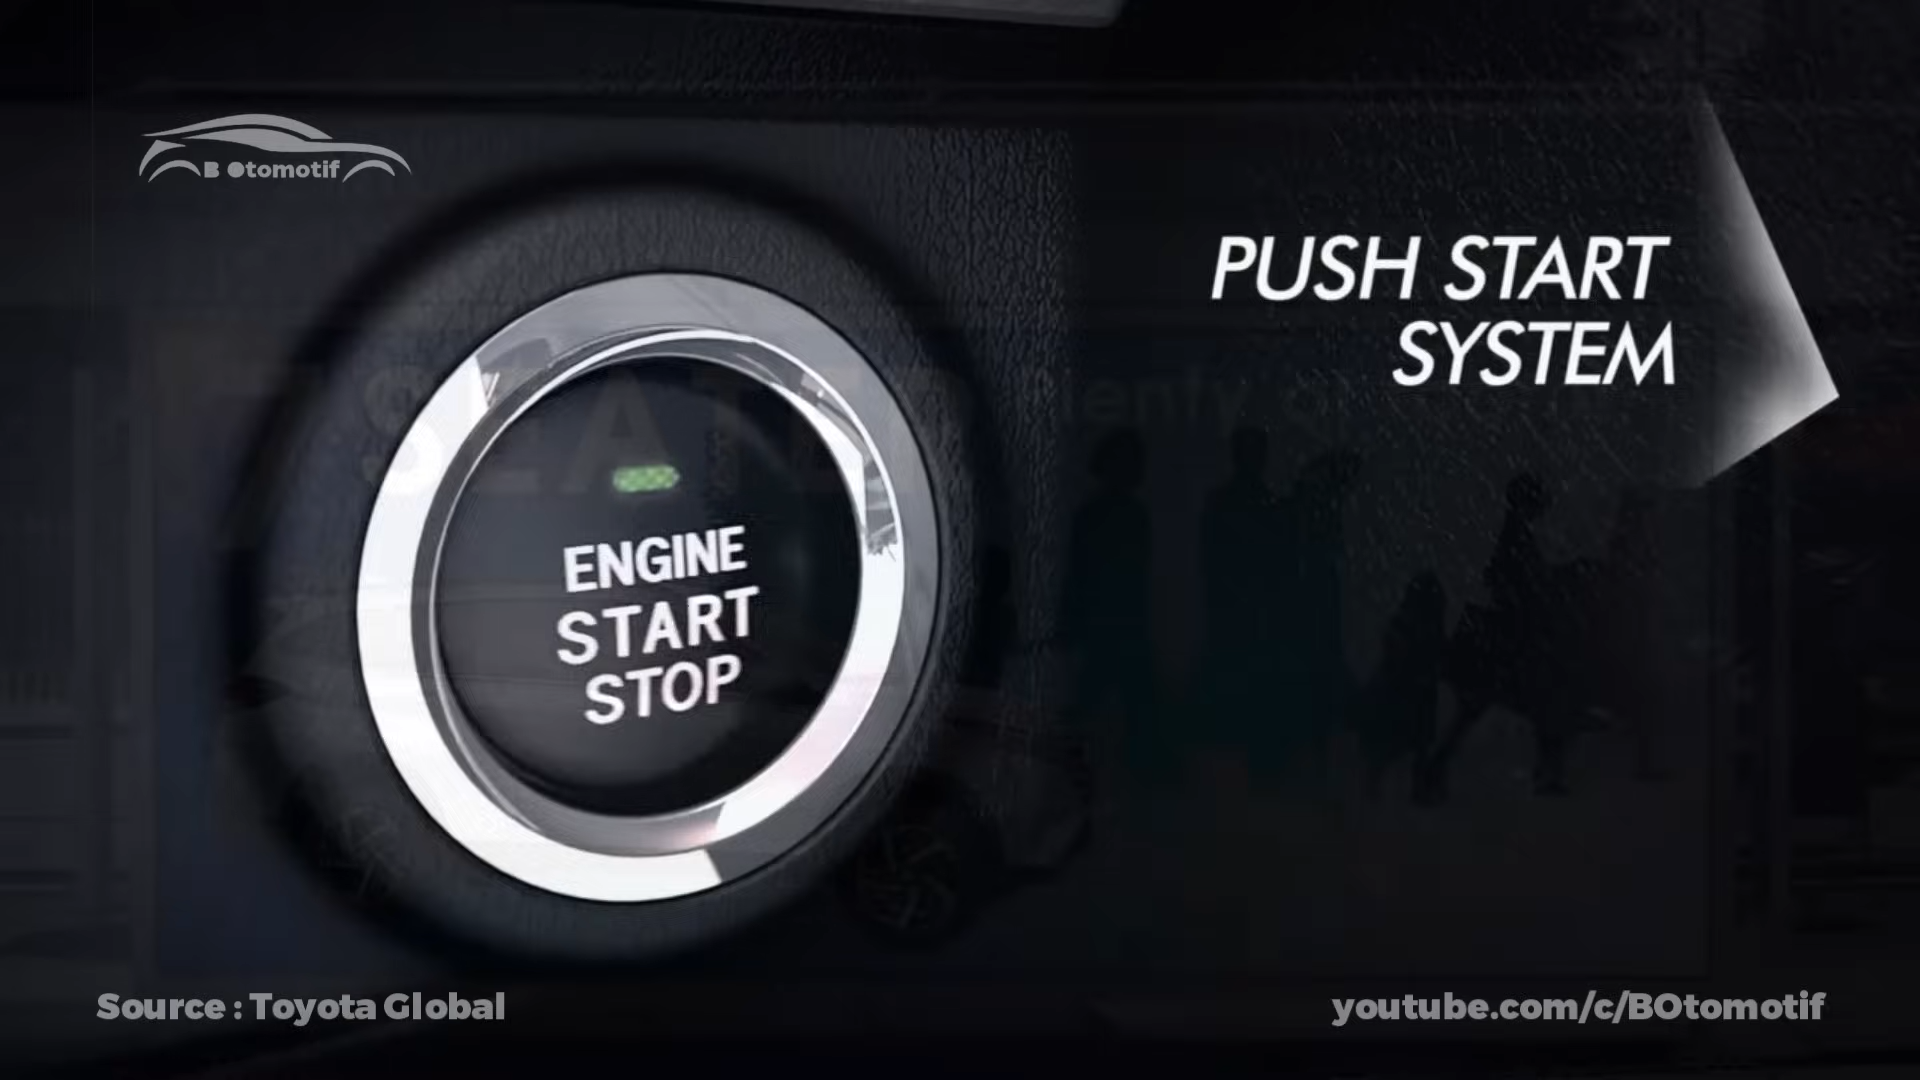 B Otomotif
PUSH START
SYSTEM
ENGINE
START
STOP
Source : Toyota Global
youtube.com/c/BOtomotif